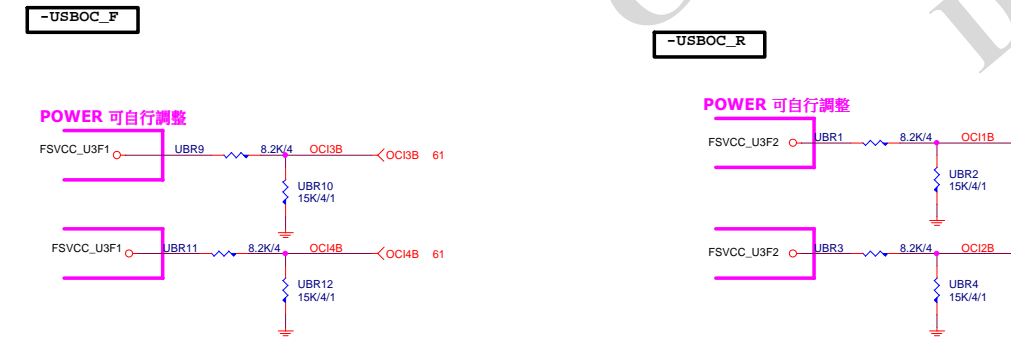 -USBOC_F
POWER 可自行調整
FSVCC_U3F1 UBR9 8.2K/4 OCI3B OCI3B 61
UBR10
15K/4/1
FSVCC_U3F1 UBR11 8.2K/4 OCI4B OCI4B 61
UBR12
15K/4/1
-USBOC_R
POWER 可自行調整
FSVCC_U3F2 UBR1 8.2K/4 OCI1B
UBR2
15K/4/1
FSVCC_U3F2 UBR3 8.2K/4 OCI2B
UBR4
15K/4/1